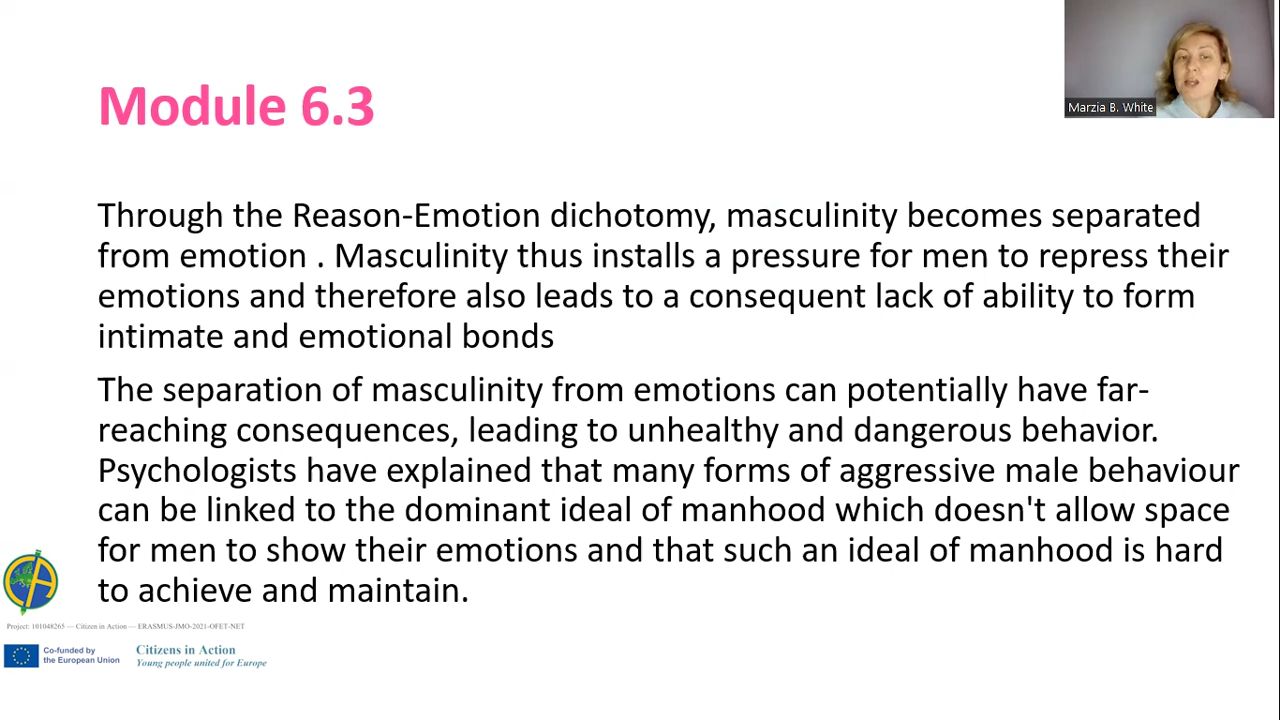 Marzia B. White
Module 6.3
Through the Reason-Emotion dichotomy, masculinity becomes separated
from emotion . Masculinity thus installs a pressure for men to repress their
emotions and therefore also leads to a consequent lack of ability to form
intimate and emotional bonds
The separation of masculinity from emotions can potentially have far-
reaching consequences, leading to unhealthy and dangerous behavior.
Psychologists have explained that many forms of aggressive male behaviour
can be linked to the dominant ideal of manhood which doesn't allow space
for men to show their emotions and that such an ideal of manhood is hard
to achieve and maintain.
Project: 101048265 — Citizen in Action — ERASMUS-JMO-2021-OFET-NET
Co-funded by
the European Union
Citizens in Action
Young people united for Europe